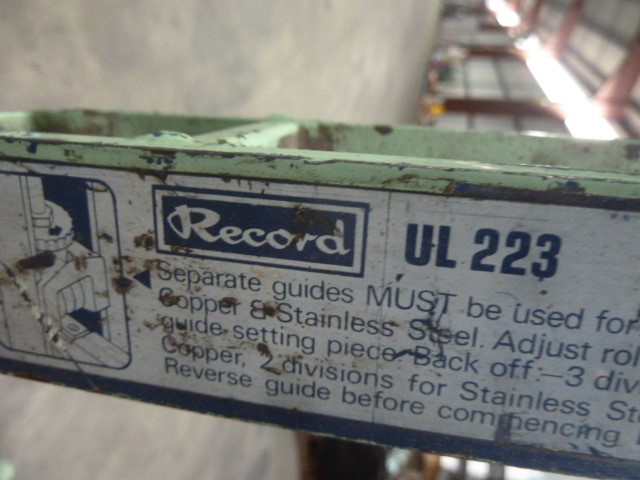 Record
UL 223
Separate guides MUST be used for
Copper & Stainless Steel. Adjust rol
guide setting piece. Back off:-3 div
Copper, 2 divisions for Stainless St
Reverse guide before commencing